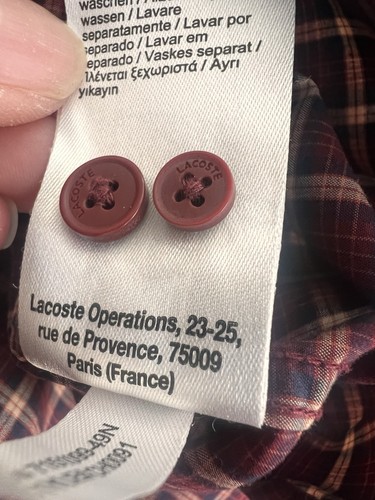 waschen /
wassen / Lavare
separatamente / Lavar por
separado / Lavar em
separado / Vaskes separat /
Πλένεται ξεχωριστά / Ayrı
yıkayın
LACOSTE
LACOSTE
Lacoste Operations, 23-25,
rue de Provence, 75009
Paris (France)